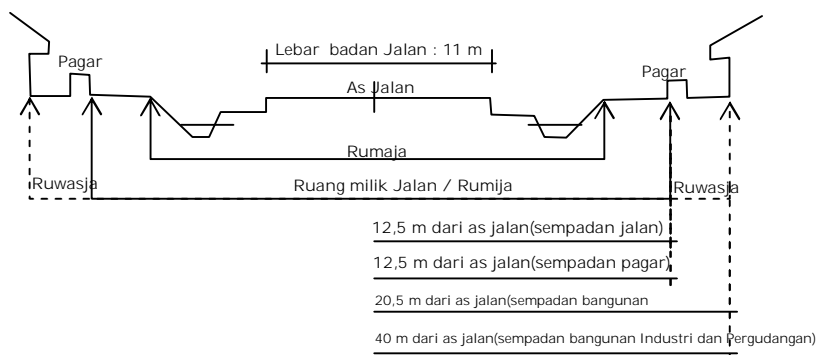 Lebar badan Jalan : 11 m
Pagar
Pagar
As Jalan
Rumaja
Ruwasja
Ruang milik Jalan / Rumija
Ruwasja
12,5 m dari as jalan(sempadan jalan)
12,5 m dari as jalan(sempadan pagar)
20,5 m dari as jalan(sempadan bangunan
40 m dari as jalan(sempadan bangunan Industri dan Pergudangan)